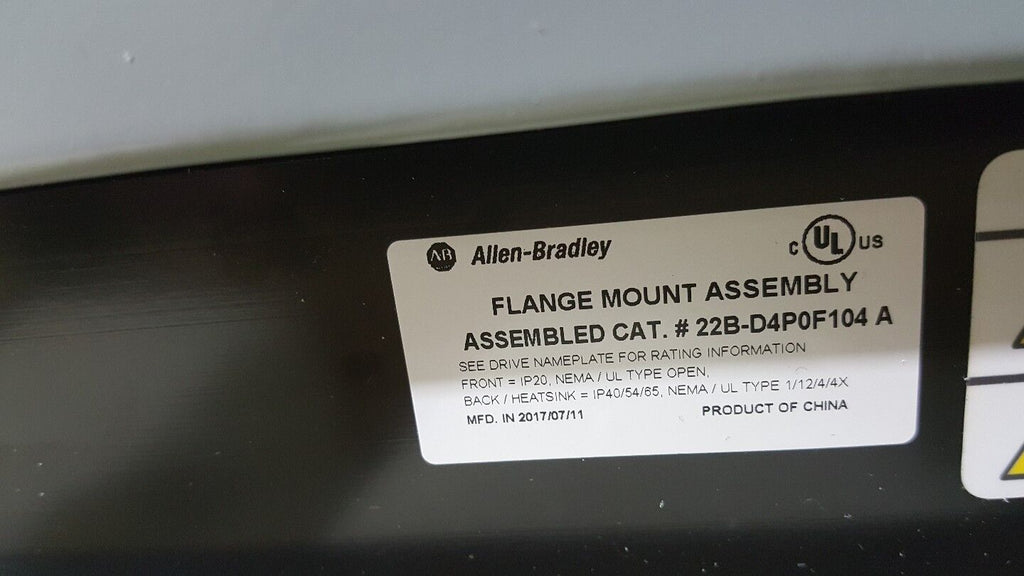 AB Allen-Bradley
c UL US
FLANGE MOUNT ASSEMBLY
ASSEMBLED CAT. # 22B-D4P0F104 A
SEE DRIVE NAMEPLATE FOR RATING INFORMATION
FRONT = IP20, NEMA / UL TYPE OPEN,
BACK / HEATSINK = IP40/54/65, NEMA / UL TYPE 1/12/4/4X
MFD. IN 2017/07/11 PRODUCT OF CHINA